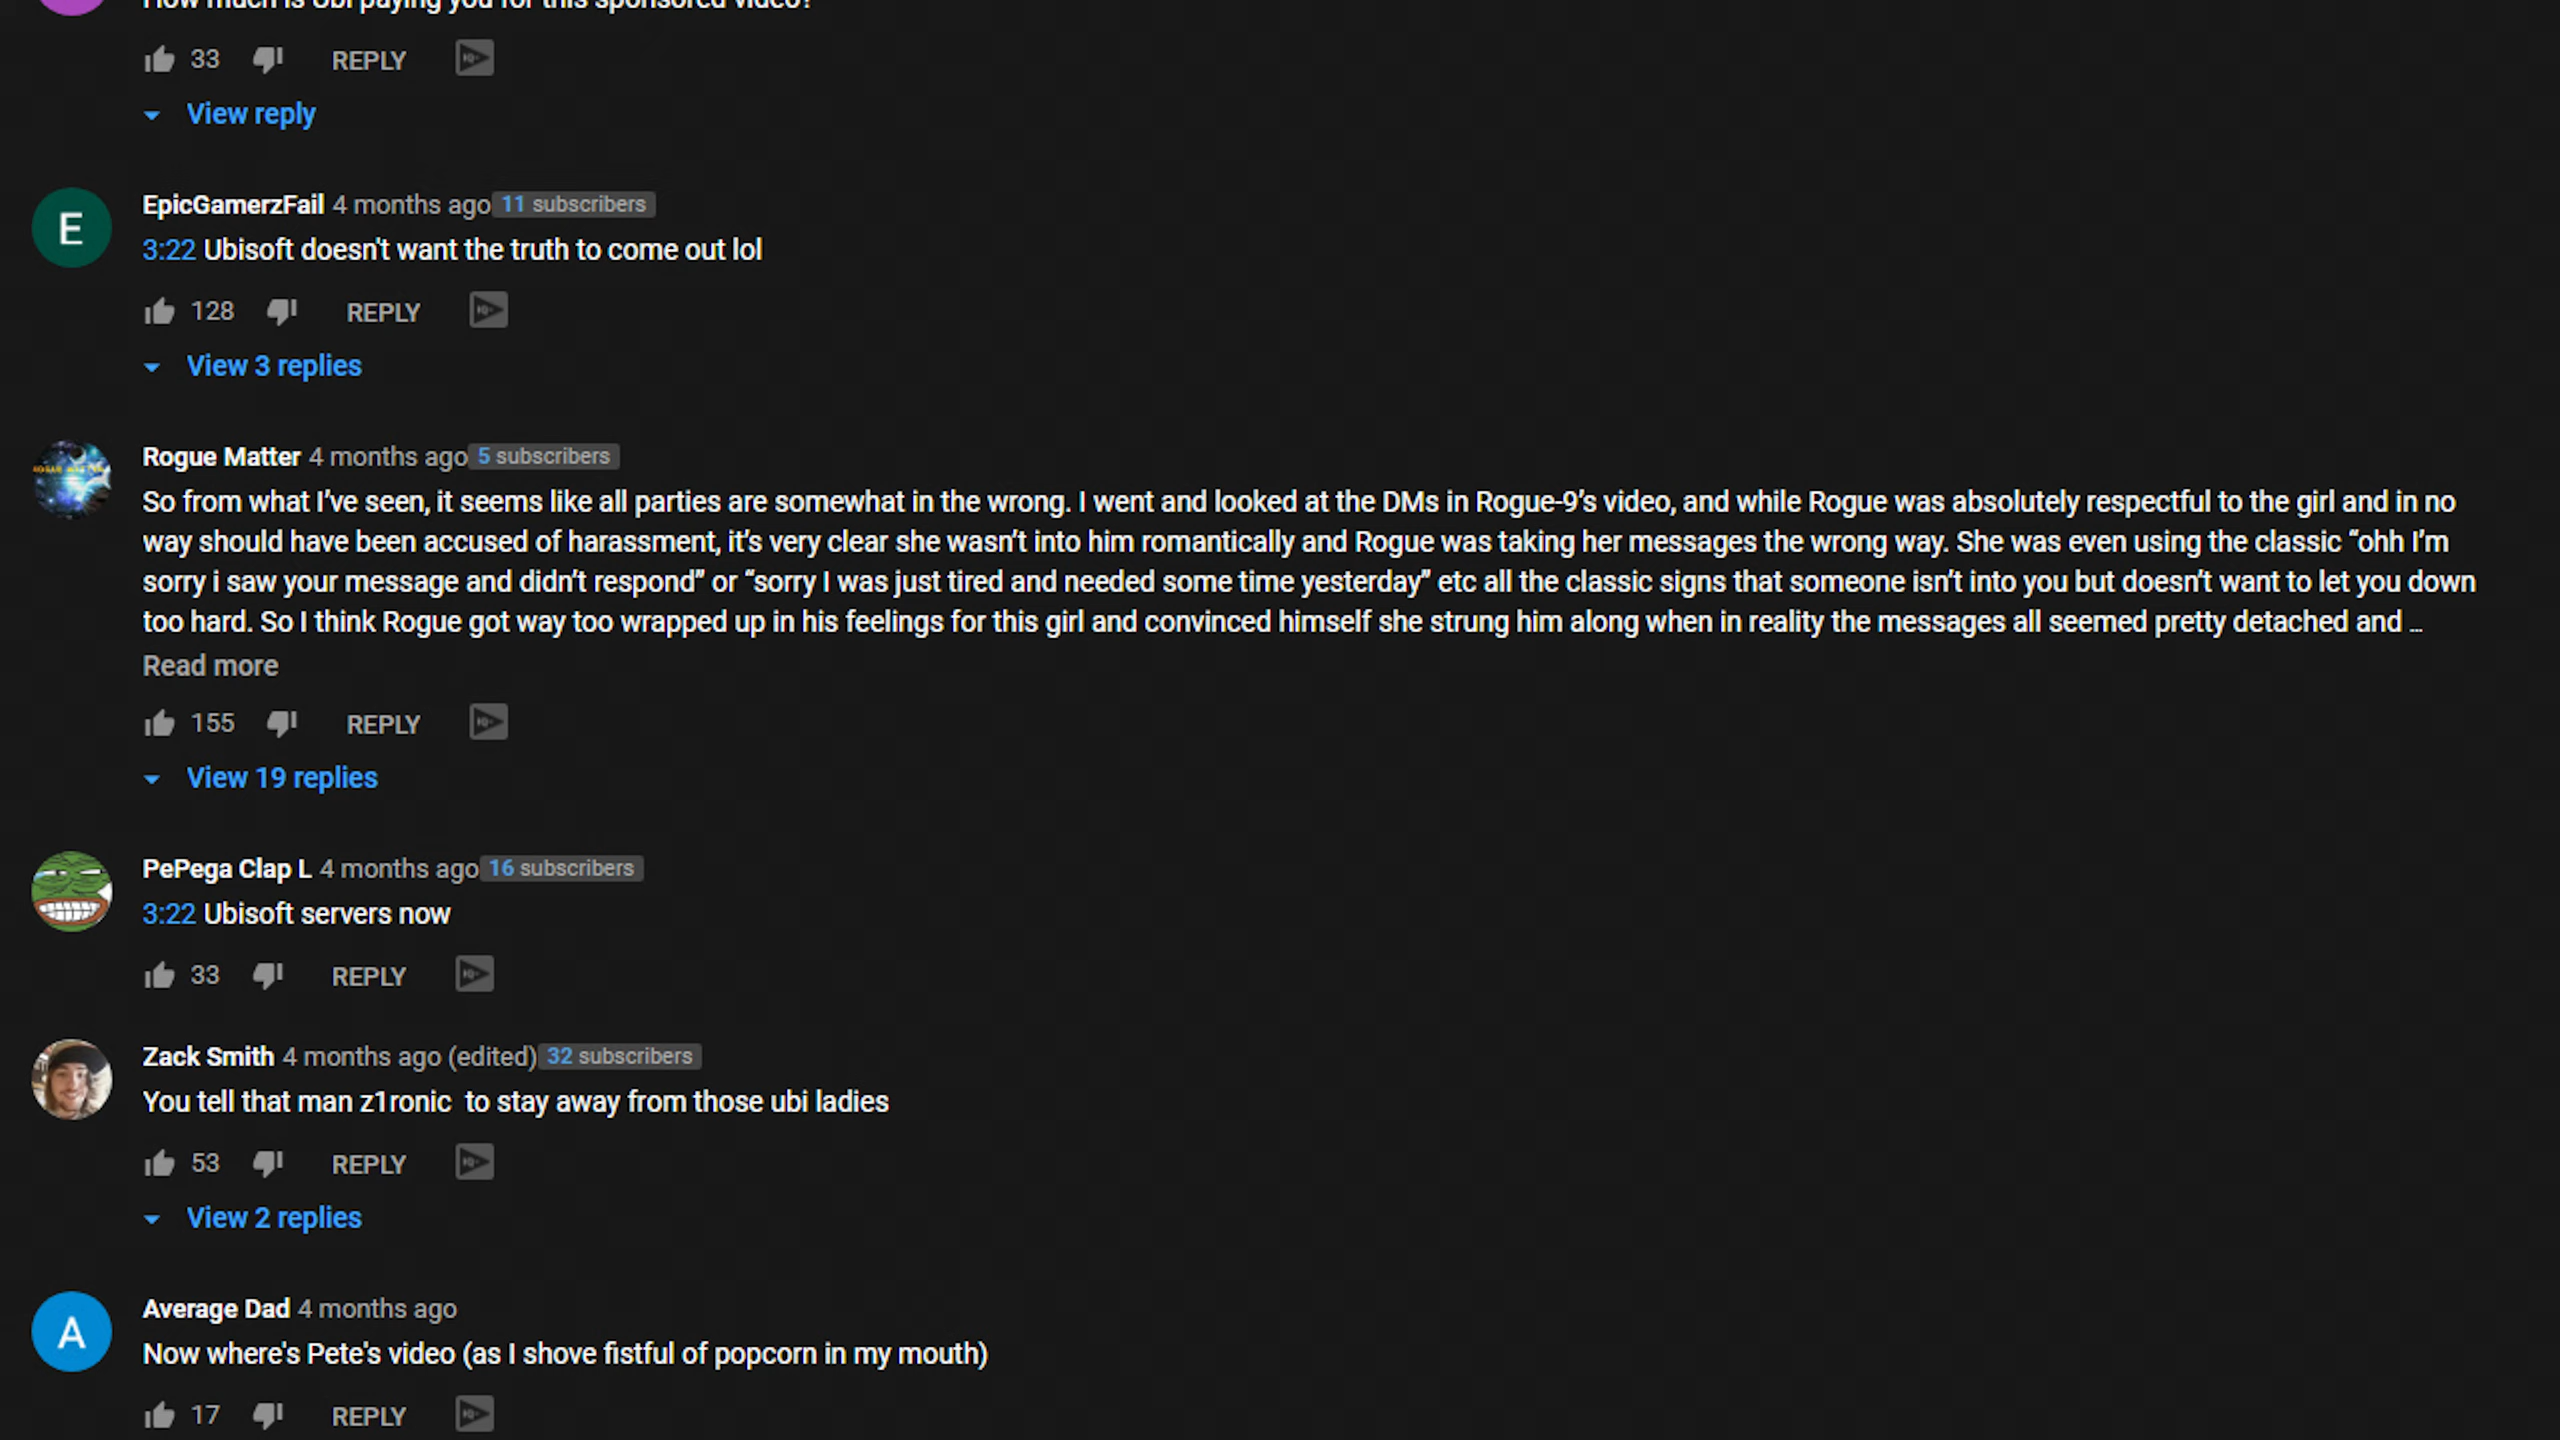 How much is Ubi paying you for this sponsored video?
33 REPLY
View reply
E
EpicGamerzFail 4 months ago 11 subscribers
3:22 Ubisoft doesn't want the truth to come out lol
128 REPLY
View 3 replies
Rogue Matter 4 months ago 5 subscribers
So from what I’ve seen, it seems like all parties are somewhat in the wrong. I went and looked at the DMs in Rogue-9’s video, and while Rogue was absolutely respectful to the girl and in no
way should have been accused of harassment, it’s very clear she wasn’t into him romantically and Rogue was taking her messages the wrong way. She was even using the classic “ohh I’m
sorry i saw your message and didn’t respond” or “sorry I was just tired and needed some time yesterday” etc all the classic signs that someone isn’t into you but doesn’t want to let you down
too hard. So I think Rogue got way too wrapped up in his feelings for this girl and convinced himself she strung him along when in reality the messages all seemed pretty detached and ...
Read more
155 REPLY
View 19 replies
PePega Clap L 4 months ago 16 subscribers
3:22 Ubisoft servers now
33 REPLY
Zack Smith 4 months ago (edited) 32 subscribers
You tell that man z1ronic  to stay away from those ubi ladies
53 REPLY
View 2 replies
A
Average Dad 4 months ago
Now where's Pete's video (as I shove fistful of popcorn in my mouth)
17 REPLY